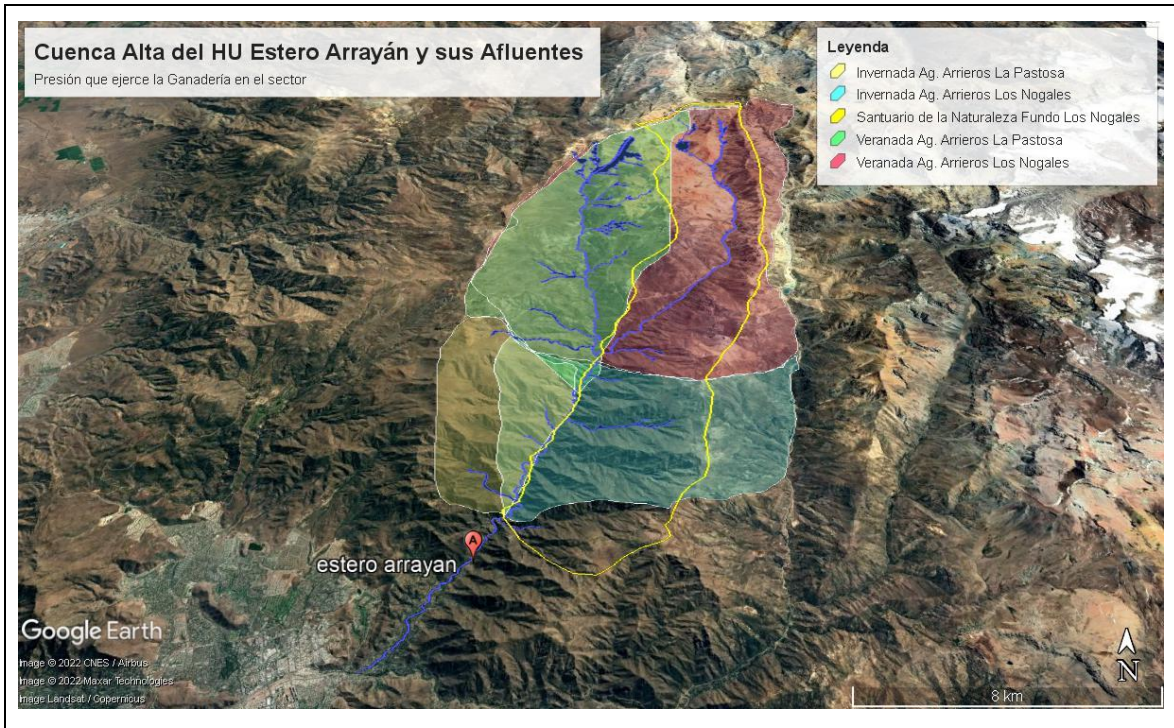 Cuenca Alta del HU Estero Arrayán y sus Afluentes
Presión que ejerce la Ganadería en el sector
Leyenda
Invernada Ag. Arrieros La Pastosa
Invernada Ag. Arrieros Los Nogales
Santuario de la Naturaleza Fundo Los Nogales
Veranada Ag. Arrieros La Pastosa
Veranada Ag. Arrieros Los Nogales
A
estero arrayan
Google Earth
Image © 2022 CNES / Airbus
Image © 2022 Maxar Technologies
Image Landsat / Copernicus
N
8 km